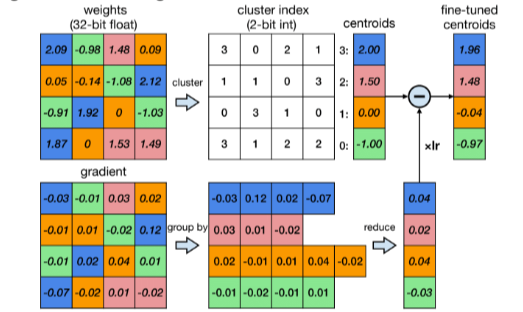 weights
(32-bit float)
cluster index
(2-bit int)
centroids
fine-tuned
centroids
2.09 -0.98 1.48 0.09
3 0 2 1
3: 2.00
1.96
0.05 -0.14 -1.08 2.12
cluster
1 1 0 3
2: 1.50
1.48
-0.91 1.92 0 -1.03
0 3 1 0
1: 0.00
-0.04
1.87 0 1.53 1.49
3 1 2 2
0: -1.00
×lr
-0.97
gradient
-0.03 -0.01 0.03 0.02
-0.03 0.12 0.02 -0.07
0.04
-0.01 0.01 -0.02 0.12
group by
0.03 0.01 -0.02
reduce
0.02
-0.01 0.02 0.04 0.01
0.02 -0.01 0.01 0.04 -0.02
0.04
-0.07 -0.02 0.01 -0.02
-0.01 -0.02 -0.01 0.01
-0.03